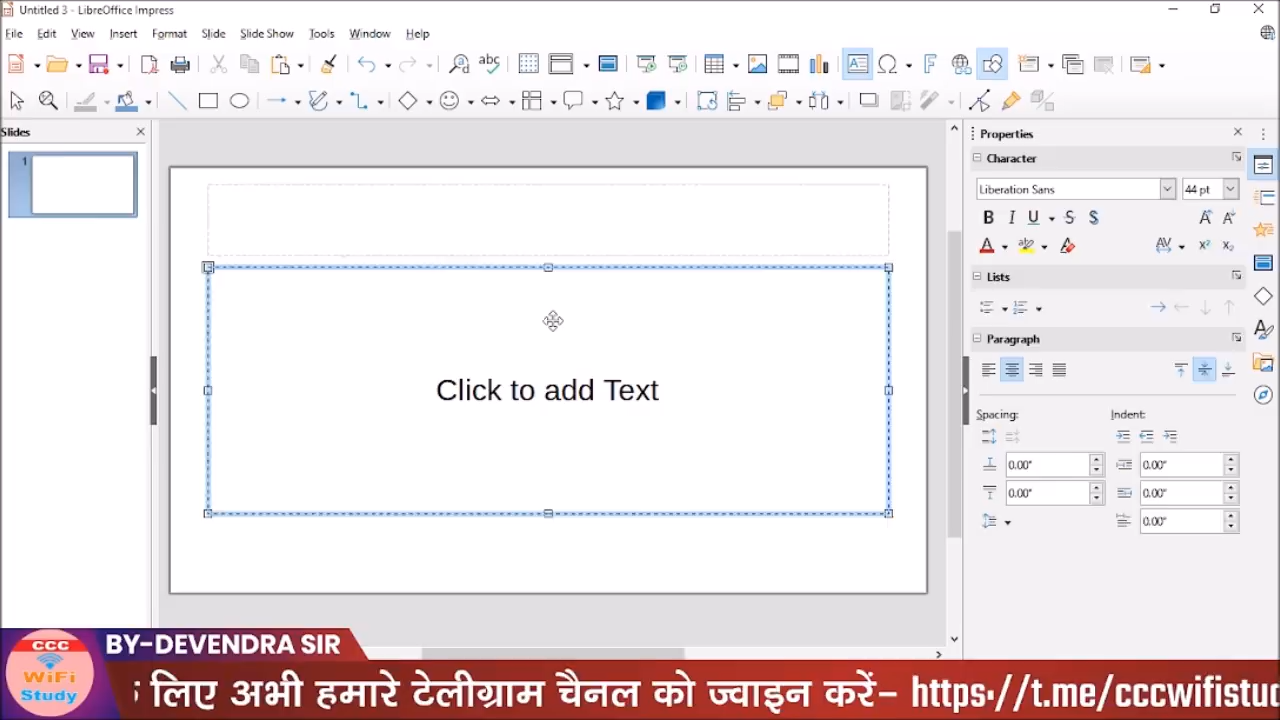 Untitled 3 - LibreOffice Impress
File Edit View Insert Format Slide Slide Show Tools Window Help
Slides
1
Click to add Text
Properties
Character
Liberation Sans 44 pt
Lists
Paragraph
Spacing: Indent:
0.00" 0.00"
0.00" 0.00"
0.00"
CCC
WiFi
Study
BY-DEVENDRA SIR
लिए अभी हमारे टेलीग्राम चैनल को ज्वाइन करें– https://t.me/cccwifistud